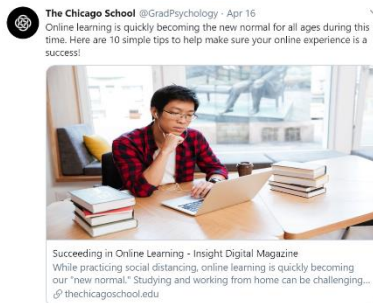 The Chicago School @GradPsychology · Apr 16
Online learning is quickly becoming the new normal for all ages during this
time. Here are 10 simple tips to help make sure your online experience is a
success!
Succeeding in Online Learning - Insight Digital Magazine
While practicing social distancing, online learning is quickly becoming
our "new normal." Studying and working from home can be challenging...
thechicagoschool.edu